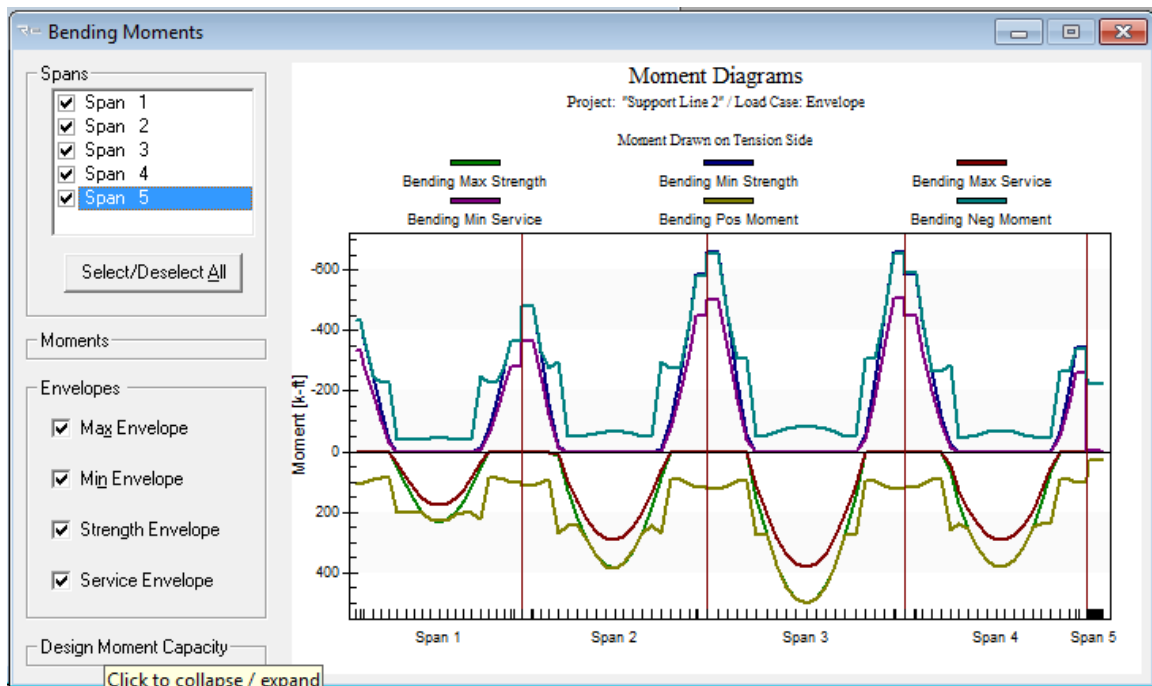 Bending Moments
Spans
Span 1
Span 2
Span 3
Span 4
Span 5
Select/Deselect All
Moments
Envelopes
Max Envelope
Min Envelope
Strength Envelope
Service Envelope
Design Moment Capacity
Click to collapse / expand
Moment Diagrams
Project: "Support Line 2" / Load Case: Envelope
Moment Drawn on Tension Side
Bending Max Strength
Bending Min Strength
Bending Max Service
Bending Min Service
Bending Pos Moment
Bending Neg Moment
Moment [k-ft]
-600
-400
-200
0
200
400
Span 1
Span 2
Span 3
Span 4
Span 5